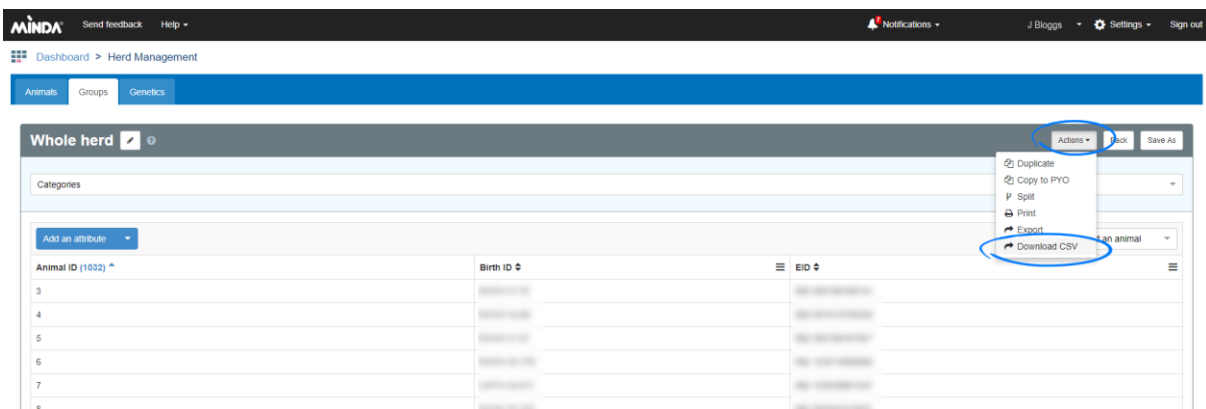 MINDA Send feedback Help
7 Notifications J Bloggs Settings Sign out
Dashboard > Herd Management
Animals Groups Genetics
Whole herd Actions Back Save As
Duplicate
Categories
Copy to PYO
Split
Print
Export
Add an attribute an animal
Download CSV
Animal ID (1032) Birth ID EID
3
4
5
6
7
8